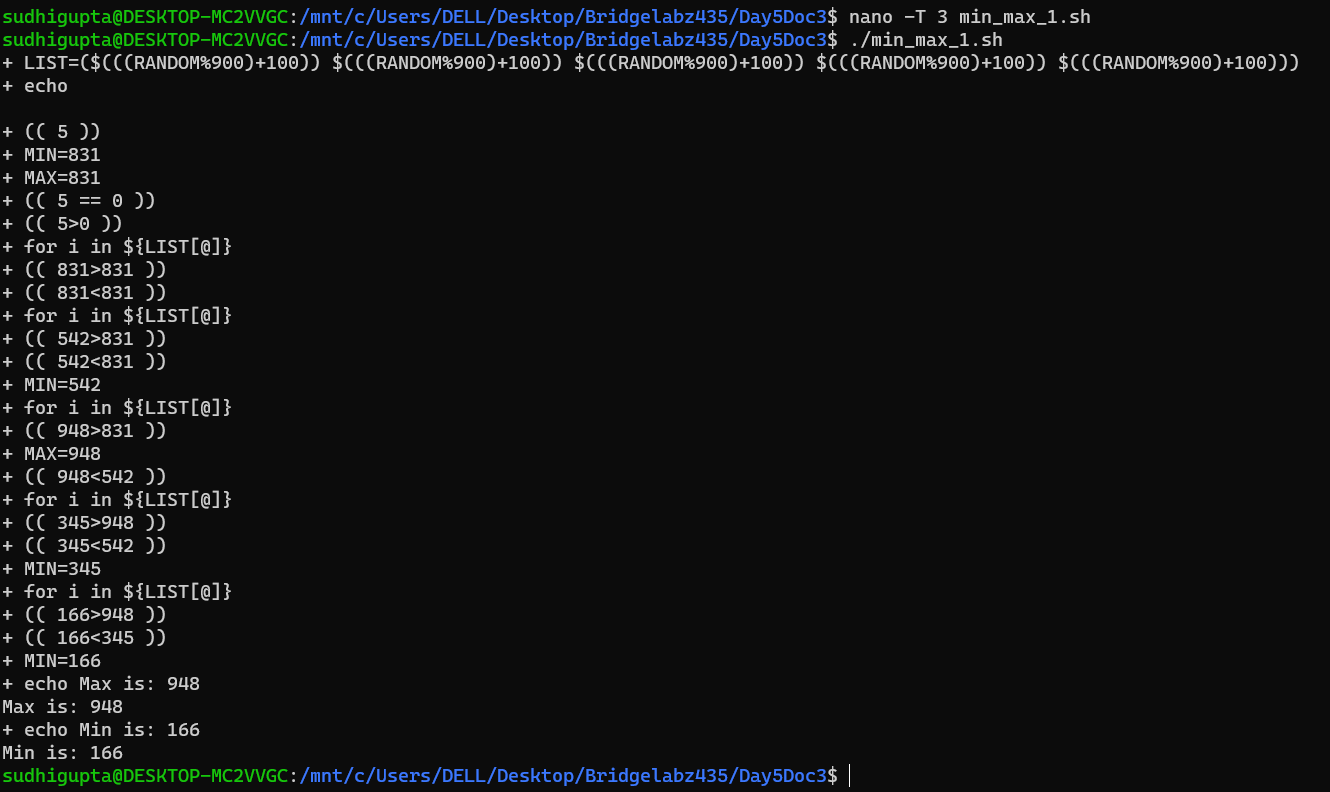 sudhigupta@DESKTOP-MC2VVGC:/mnt/c/Users/DELL/Desktop/Bridgelabz435/Day5Doc3$ nano -T 3 min_max_1.sh
sudhigupta@DESKTOP-MC2VVGC:/mnt/c/Users/DELL/Desktop/Bridgelabz435/Day5Doc3$ ./min_max_1.sh
+ LIST=($(((RANDOM%900)+100)) $(((RANDOM%900)+100)) $(((RANDOM%900)+100)) $(((RANDOM%900)+100)) $(((RANDOM%900)+100)))
+ echo

+ (( 5 ))
+ MIN=831
+ MAX=831
+ (( 5 == 0 ))
+ (( 5>0 ))
+ for i in ${LIST[@]}
+ (( 831>831 ))
+ (( 831<831 ))
+ for i in ${LIST[@]}
+ (( 542>831 ))
+ (( 542<831 ))
+ MIN=542
+ for i in ${LIST[@]}
+ (( 948>831 ))
+ MAX=948
+ (( 948<542 ))
+ for i in ${LIST[@]}
+ (( 345>948 ))
+ (( 345<542 ))
+ MIN=345
+ for i in ${LIST[@]}
+ (( 166>948 ))
+ (( 166<345 ))
+ MIN=166
+ echo Max is: 948
Max is: 948
+ echo Min is: 166
Min is: 166
sudhigupta@DESKTOP-MC2VVGC:/mnt/c/Users/DELL/Desktop/Bridgelabz435/Day5Doc3$